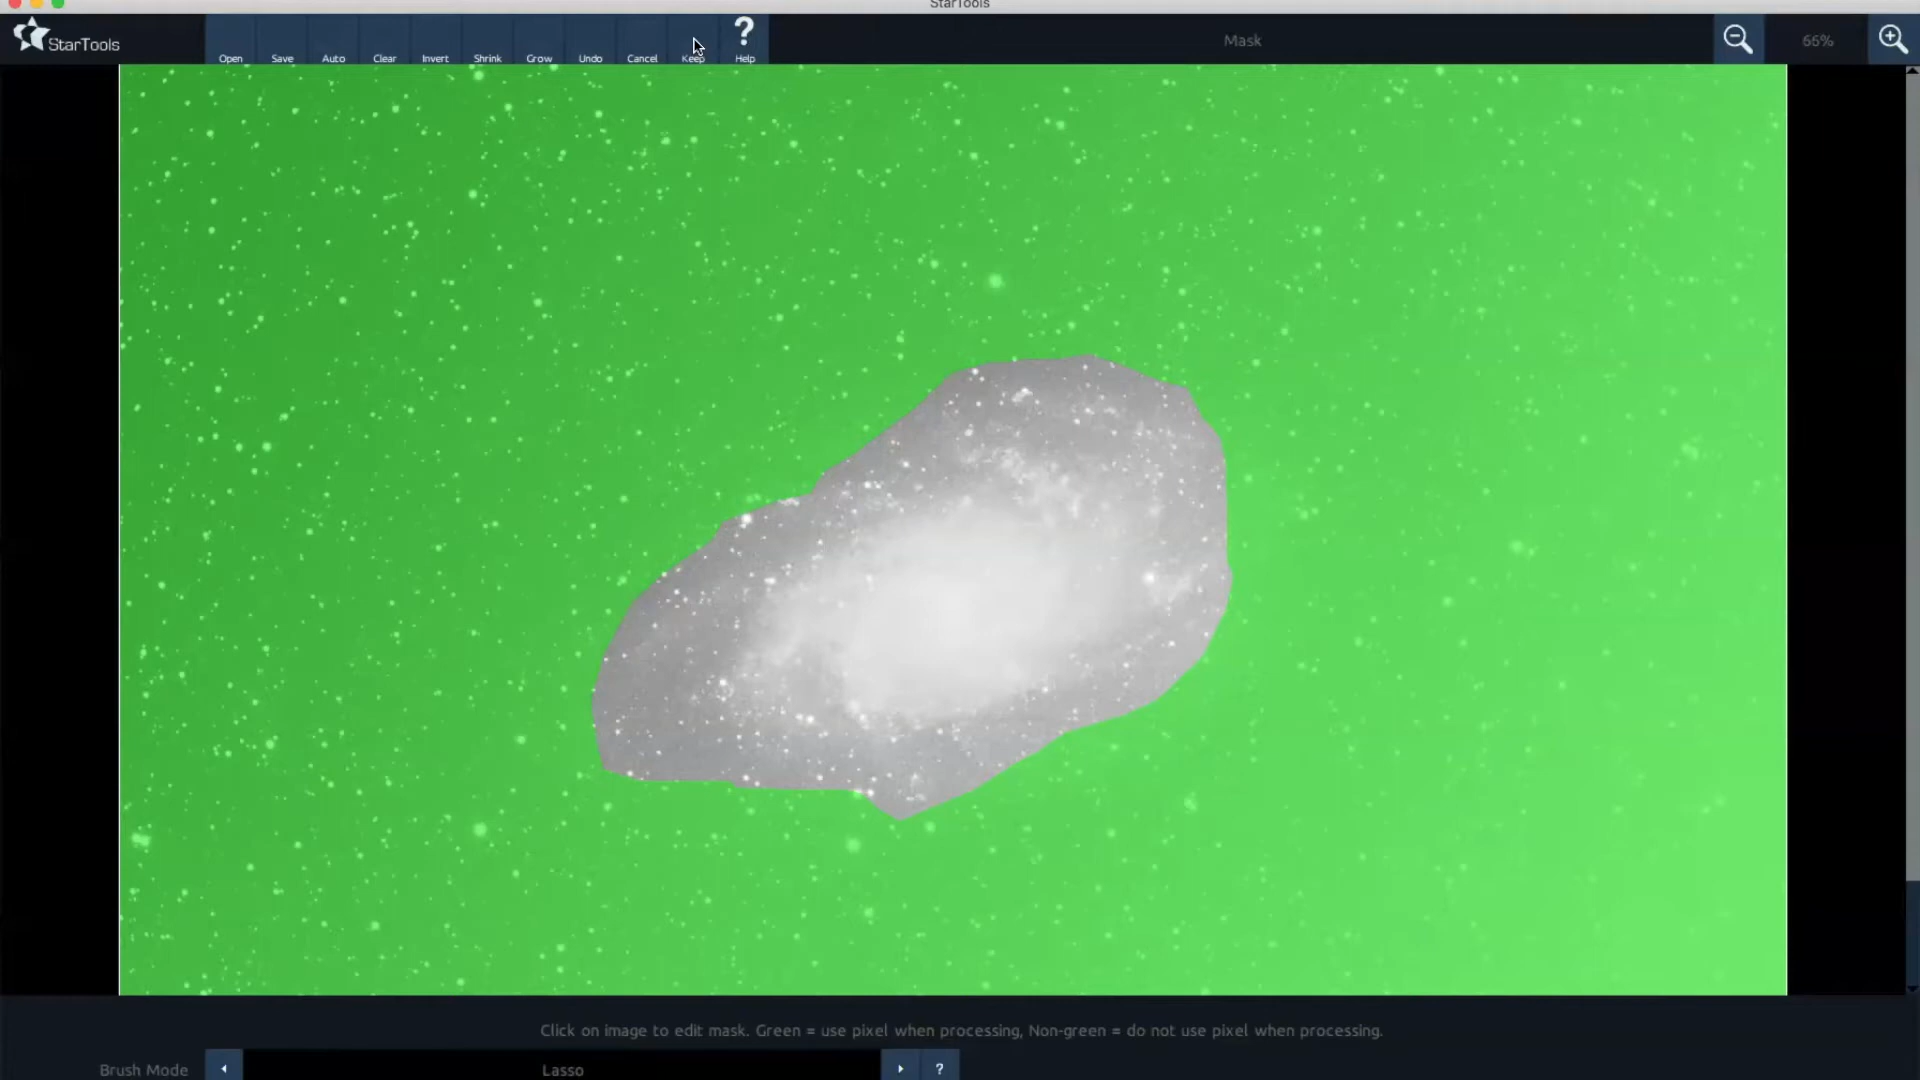 StarTools
StarTools
Open Save Auto Clear Invert Shrink Grow Undo Cancel Keep Help
Mask
66%
Click on image to edit mask. Green = use pixel when processing, Non-green = do not use pixel when processing.
Brush Mode
Lasso
?